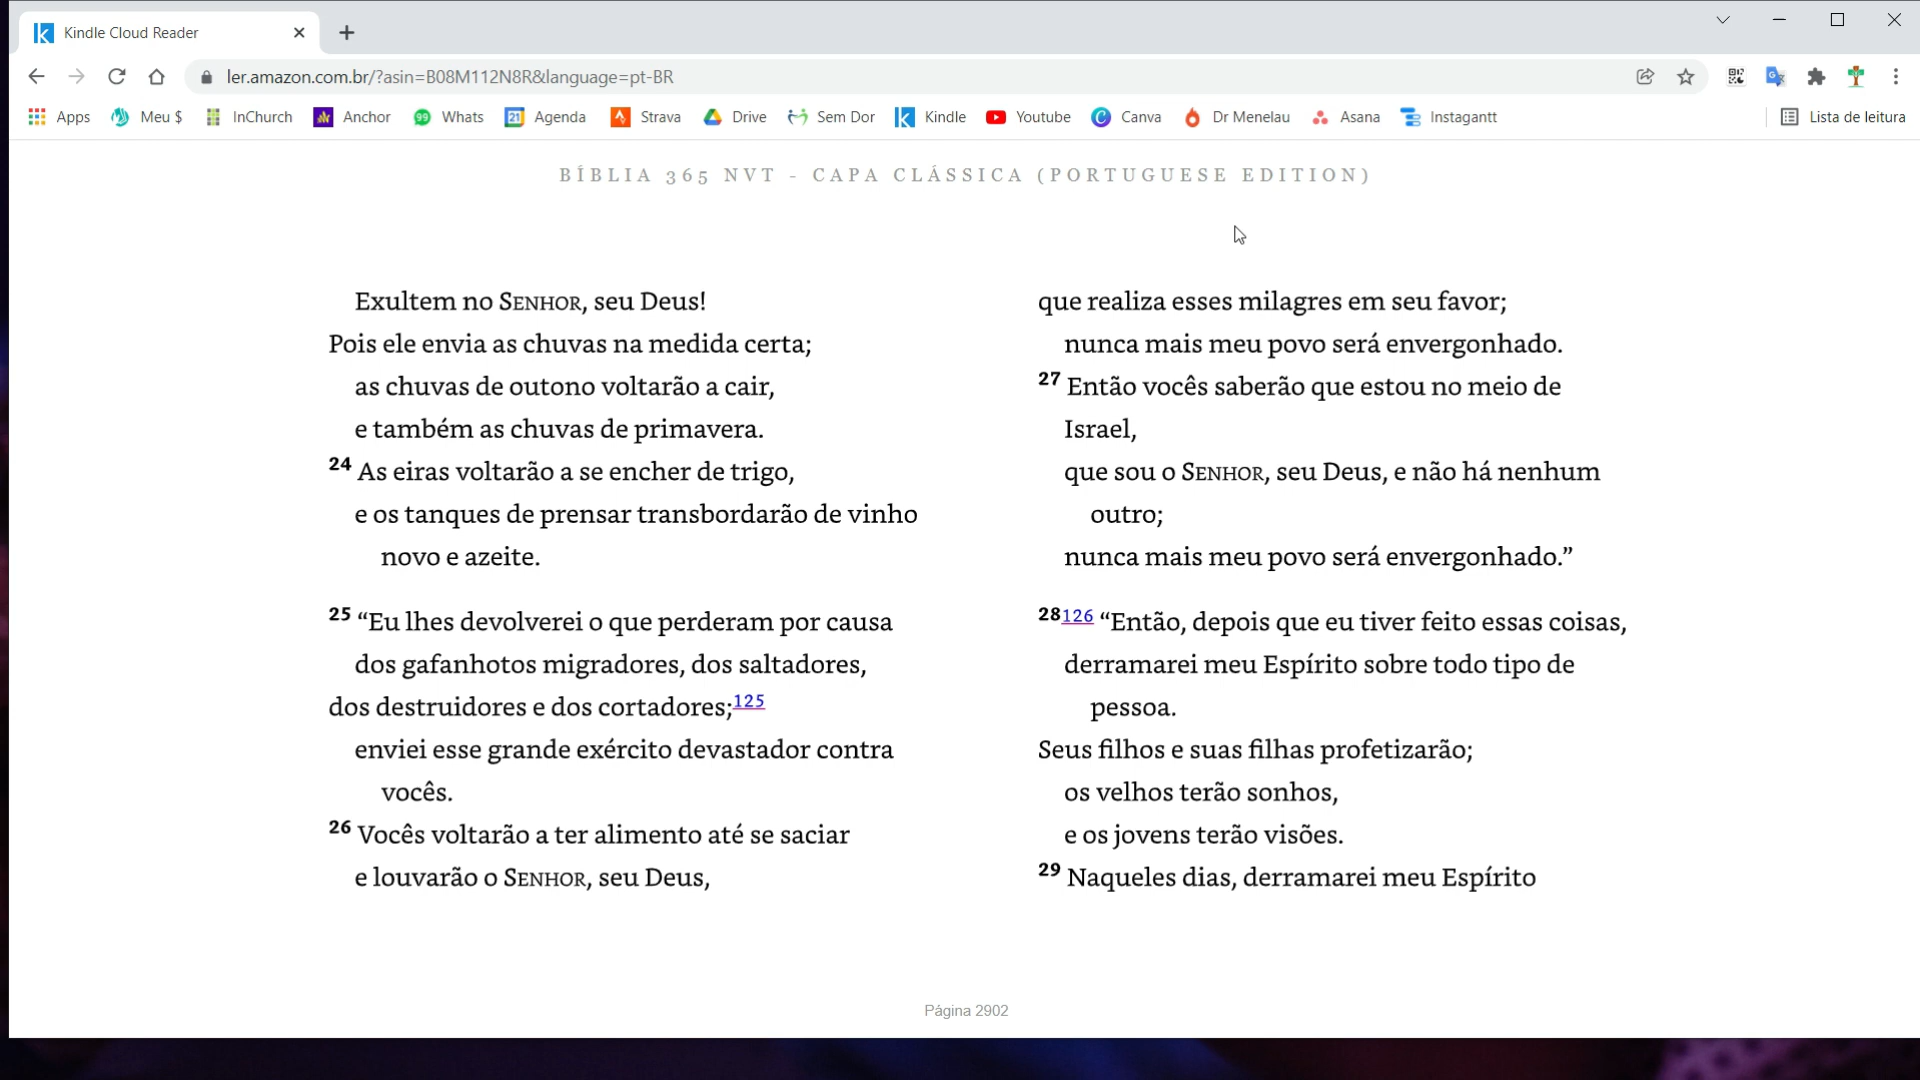 Kindle Cloud Reader
ler.amazon.com.br/?asin=B08M112N8R&language=pt-BR
Apps Meu $ InChurch Anchor 99 Whats 21 Agenda Strava Drive Sem Dor Kindle Youtube Canva Dr Menelau Asana Instagantt Lista de leitura
BÍBLIA 365 NVT - CAPA CLÁSSICA (PORTUGUESE EDITION)
Exultem no SENHOR, seu Deus!
Pois ele envia as chuvas na medida certa;
as chuvas de outono voltarão a cair,
e também as chuvas de primavera.
24 As eiras voltarão a se encher de trigo,
e os tanques de prensar transbordarão de vinho
novo e azeite.
25 “Eu lhes devolverei o que perderam por causa
dos gafanhotos migradores, dos saltadores,
dos destruidores e dos cortadores;125
enviei esse grande exército devastador contra
vocês.
26 Vocês voltarão a ter alimento até se saciar
e louvarão o SENHOR, seu Deus,
que realiza esses milagres em seu favor;
nunca mais meu povo será envergonhado.
27 Então vocês saberão que estou no meio de
Israel,
que sou o SENHOR, seu Deus, e não há nenhum
outro;
nunca mais meu povo será envergonhado.”
28126 “Então, depois que eu tiver feito essas coisas,
derramarei meu Espírito sobre todo tipo de
pessoa.
Seus filhos e suas filhas profetizarão;
os velhos terão sonhos,
e os jovens terão visões.
29 Naqueles dias, derramarei meu Espírito
Página 2902